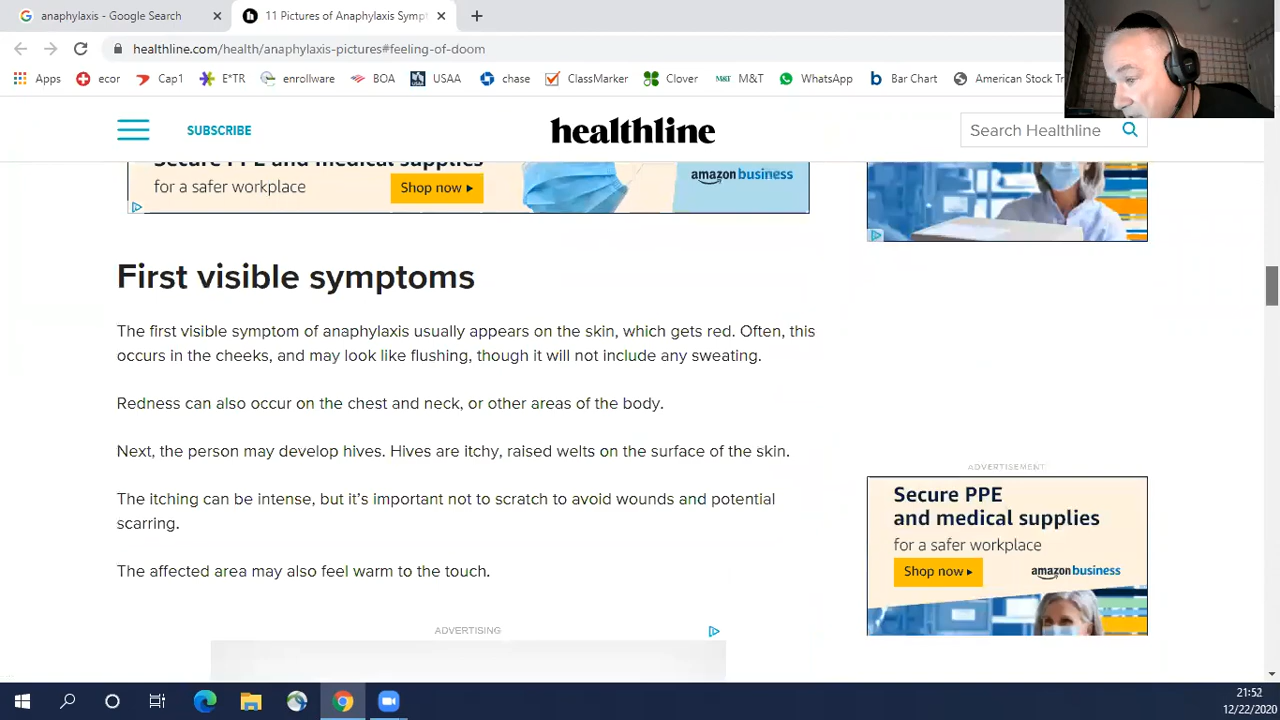 anaphylaxis - Google Search
11 Pictures of Anaphylaxis Sympt
healthline.com/health/anaphylaxis-pictures#feeling-of-doom
Apps ecor Cap1 E*TR enrollware BOA USAA chase ClassMarker Clover M&T M&T WhatsApp Bar Chart American Stock Tr
SUBSCRIBE
healthline
Search Healthline
Secure PPE and medical supplies
for a safer workplace
Shop now
amazon business
First visible symptoms
The first visible symptom of anaphylaxis usually appears on the skin, which gets red. Often, this
occurs in the cheeks, and may look like flushing, though it will not include any sweating.
Redness can also occur on the chest and neck, or other areas of the body.
Next, the person may develop hives. Hives are itchy, raised welts on the surface of the skin.
The itching can be intense, but it’s important not to scratch to avoid wounds and potential
scarring.
The affected area may also feel warm to the touch.
ADVERTISING
ADVERTISEMENT
Secure PPE
and medical supplies
for a safer workplace
Shop now
amazon business
21:52
12/22/2020